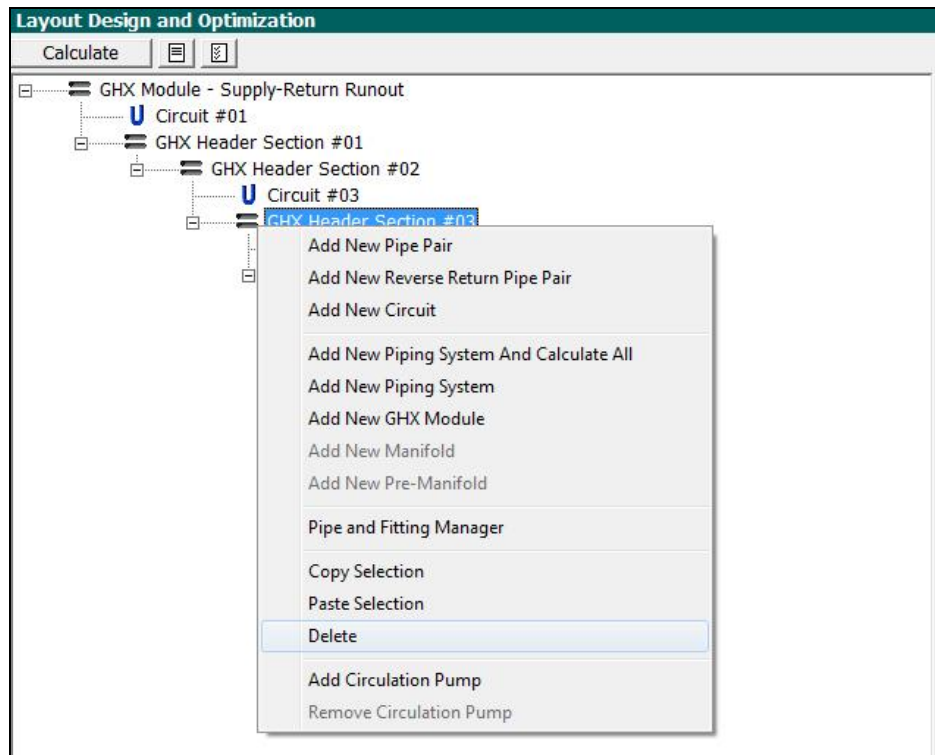 Layout Design and Optimization
Calculate
GHX Module - Supply-Return Runout
Circuit #01
GHX Header Section #01
GHX Header Section #02
Circuit #03
GHX Header Section #03
Add New Pipe Pair
Add New Reverse Return Pipe Pair
Add New Circuit
Add New Piping System And Calculate All
Add New Piping System
Add New GHX Module
Add New Manifold
Add New Pre-Manifold
Pipe and Fitting Manager
Copy Selection
Paste Selection
Delete
Add Circulation Pump
Remove Circulation Pump